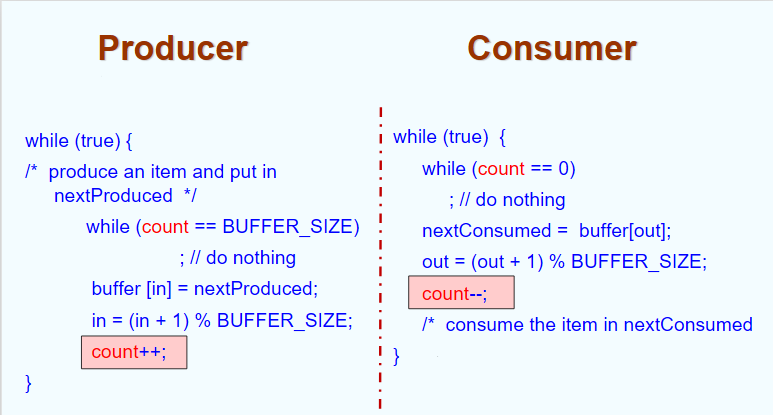 Producer
while (true) {
/*  produce an item and put in
nextProduced  */
while (count == BUFFER_SIZE)
; // do nothing
buffer [in] = nextProduced;
in = (in + 1) % BUFFER_SIZE;
count++;
}
Consumer
while (true)  {
while (count == 0)
; // do nothing
nextConsumed =  buffer[out];
out = (out + 1) % BUFFER_SIZE;
count--;
/*  consume the item in nextConsumed
}